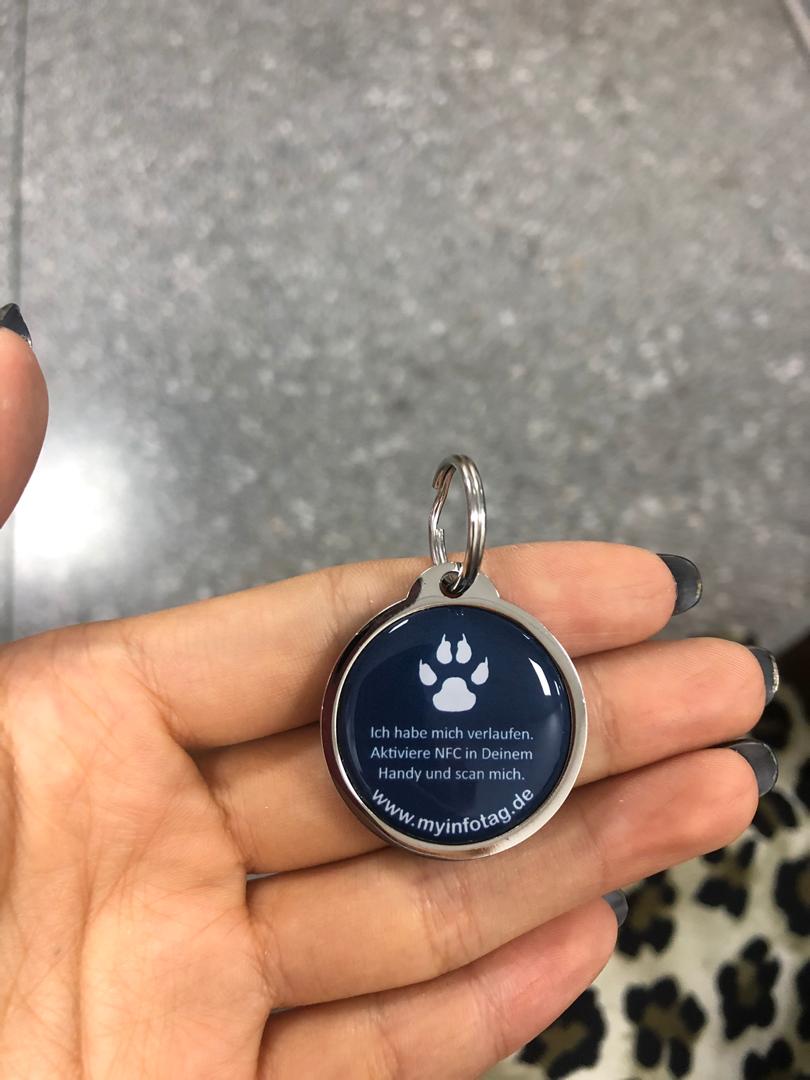 Ich habe mich verlaufen.
Aktiviere NFC in Deinem
Handy und scan mich.
www.myinfotag.de